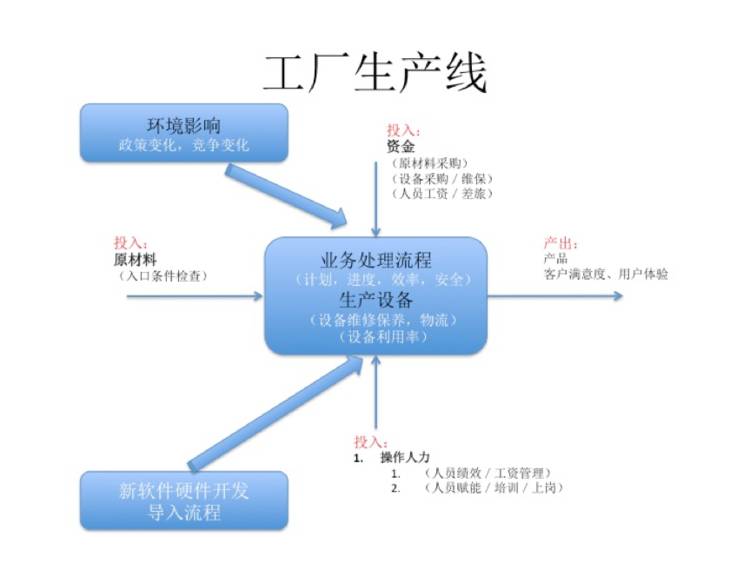 工厂生产线
环境影响
政策变化，竞争变化
投入：
资金
（原材料采购）
（设备采购／维保）
（人员工资／差旅）
投入：
原材料
（入口条件检查）
业务处理流程
（计划，进度，效率，安全）
生产设备
（设备维修保养，物流）
（设备利用率）
产出：
产品
客户满意度、用户体验
投入：
1. 操作人力
1. （人员绩效／工资管理）
2. （人员赋能／培训／上岗）
新软件硬件开发
导入流程